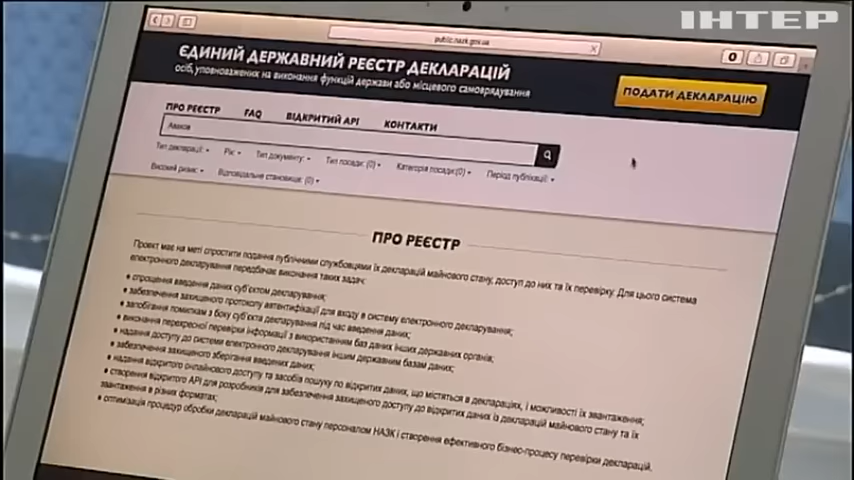 ІНТЕР
public.nazk.gov.ua
0
ЄДИНИЙ ДЕРЖАВНИЙ РЕЄСТР ДЕКЛАРАЦІЙ
осіб, уповноважених на виконання функцій держави або місцевого самоврядування
ПОДАТИ ДЕКЛАРАЦІЮ
ПРО РЕЄСТР FAQ ВІДКРИТИЙ АРІ КОНТАКТИ
Аваков
Тип декларації: Рік: Тип документу: Тип посади: (0) Категорія посади:(0) Період публікації:
Високий ризик: Відповідальне становище: (0)
ПРО РЕЄСТР
Проект має на меті спростити подання публічними службовцями їх декларацій майнового стану, доступ до них та їх перевірку. Для цього система
електронного декларування передбачає виконання таких задач:
• спрощення введення даних суб'єктом декларування;
• забезпечення захищеного протоколу автентифікації для входу в систему електронного декларування;
• запобігання помилкам з боку суб'єкта декларування під час введення даних;
• виконання перехресної перевірки інформації з використанням баз даних інших державних органів;
• надання доступу до системи електронного декларування іншим державним базам даних;
• забезпечення захищеного зберігання введених даних;
• надання відкритого онлайнового доступу та засобів пошуку по відкритих даних, що містяться в деклараціях, і можливості їх звантаження;
• створення відкритого АРІ для розробників для забезпечення захищеного доступу до відкритих даних із декларацій майнового стану та їх
звантаження в різних форматах;
• оптимізація процедур обробки декларацій майнового стану персоналом НАЗК і створення ефективного бізнес-процесу перевірки декларацій.